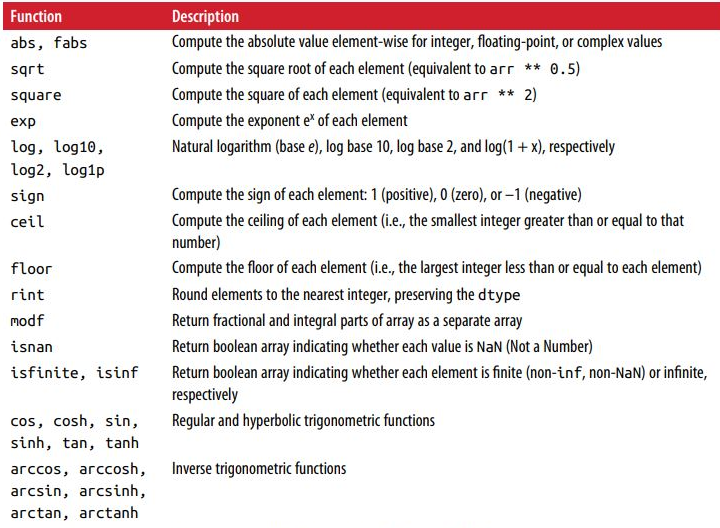 Function Description
abs, fabs Compute the absolute value element-wise for integer, floating-point, or complex values
sqrt Compute the square root of each element (equivalent to arr ** 0.5)
square Compute the square of each element (equivalent to arr ** 2)
exp Compute the exponent eˣ of each element
log, log10, Natural logarithm (base e), log base 10, log base 2, and log(1 + x), respectively
log2, log1p
sign Compute the sign of each element: 1 (positive), 0 (zero), or –1 (negative)
ceil Compute the ceiling of each element (i.e., the smallest integer greater than or equal to that
number)
floor Compute the floor of each element (i.e., the largest integer less than or equal to each element)
rint Round elements to the nearest integer, preserving the dtype
modf Return fractional and integral parts of array as a separate array
isnan Return boolean array indicating whether each value is NaN (Not a Number)
isfinite, isinf Return boolean array indicating whether each element is finite (non-inf, non-NaN) or infinite,
respectively
cos, cosh, sin, Regular and hyperbolic trigonometric functions
sinh, tan, tanh
arccos, arccosh, Inverse trigonometric functions
arcsin, arcsinh,
arctan, arctanh